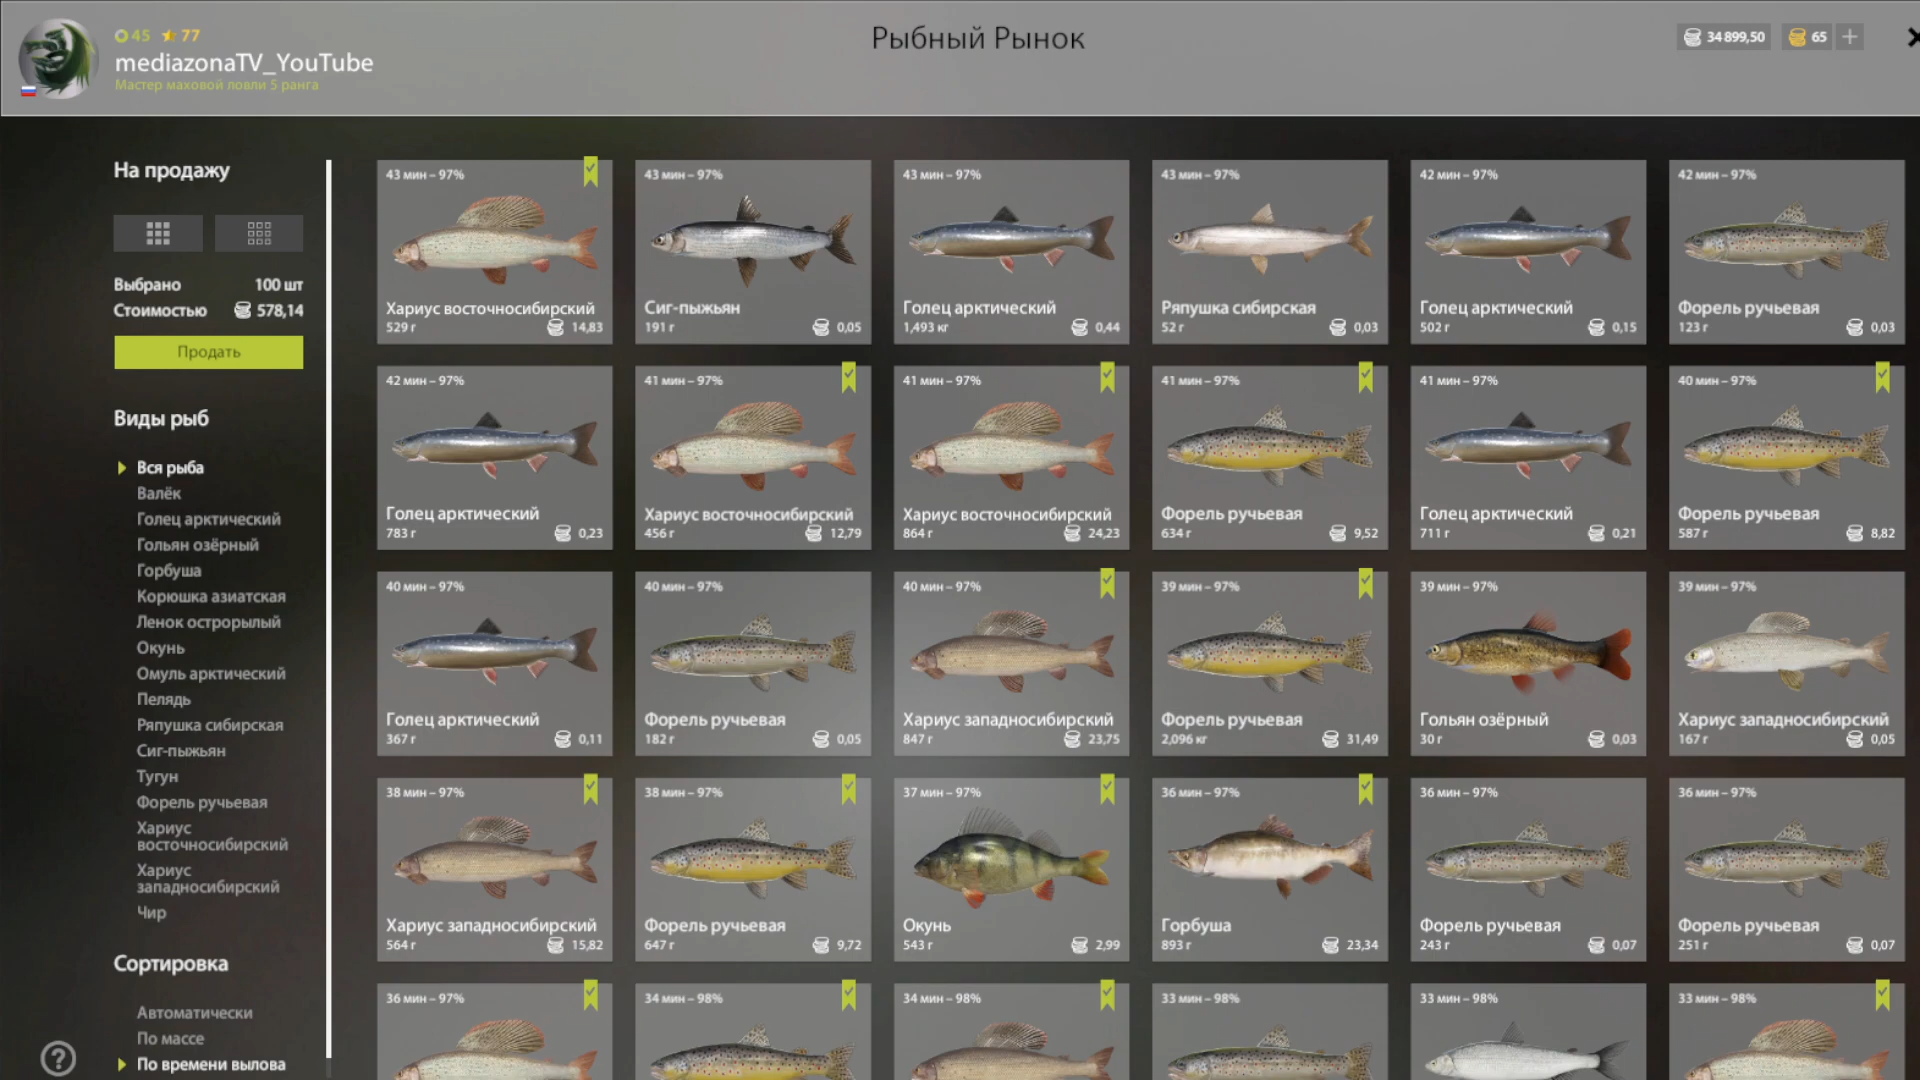 45 77
mediazonaTV_YouTube
Мастер маховой ловли 5 ранга
Рыбный Рынок
34 899,50
65
На продажу
Выбрано 100 шт
Стоимостью 578,14
Продать
Виды рыб
Вся рыба
Валёк
Голец арктический
Гольян озёрный
Горбуша
Корюшка азиатская
Ленок острорылый
Окунь
Омуль арктический
Пелядь
Ряпушка сибирская
Сиг-пыжьян
Тугун
Форель ручьевая
Хариус
восточносибирский
Хариус
западносибирский
Чир
Сортировка
Автоматически
По массе
По времени вылова
?
43 мин – 97%
Хариус восточносибирский
529 г 14,83
43 мин – 97%
Сиг-пыжьян
191 г 0,05
43 мин – 97%
Голец арктический
1,493 кг 0,44
43 мин – 97%
Ряпушка сибирская
52 г 0,03
42 мин – 97%
Голец арктический
502 г 0,15
42 мин – 97%
Форель ручьевая
123 г 0,03
42 мин – 97%
Голец арктический
783 г 0,23
41 мин – 97%
Хариус восточносибирский
456 г 12,79
41 мин – 97%
Хариус восточносибирский
864 г 24,23
41 мин – 97%
Форель ручьевая
634 г 9,52
41 мин – 97%
Голец арктический
711 г 0,21
40 мин – 97%
Форель ручьевая
587 г 8,82
40 мин – 97%
Голец арктический
367 г 0,11
40 мин – 97%
Форель ручьевая
182 г 0,05
40 мин – 97%
Хариус западносибирский
847 г 23,75
39 мин – 97%
Форель ручьевая
2,096 кг 31,49
39 мин – 97%
Гольян озёрный
30 г 0,03
39 мин – 97%
Хариус западносибирский
167 г 0,05
38 мин – 97%
Хариус западносибирский
564 г 15,82
38 мин – 97%
Форель ручьевая
647 г 9,72
37 мин – 97%
Окунь
543 г 2,99
36 мин – 97%
Горбуша
893 г 23,34
36 мин – 97%
Форель ручьевая
243 г 0,07
36 мин – 97%
Форель ручьевая
251 г 0,07
36 мин – 97%
34 мин – 98%
34 мин – 98%
33 мин – 98%
33 мин – 98%
33 мин – 98%